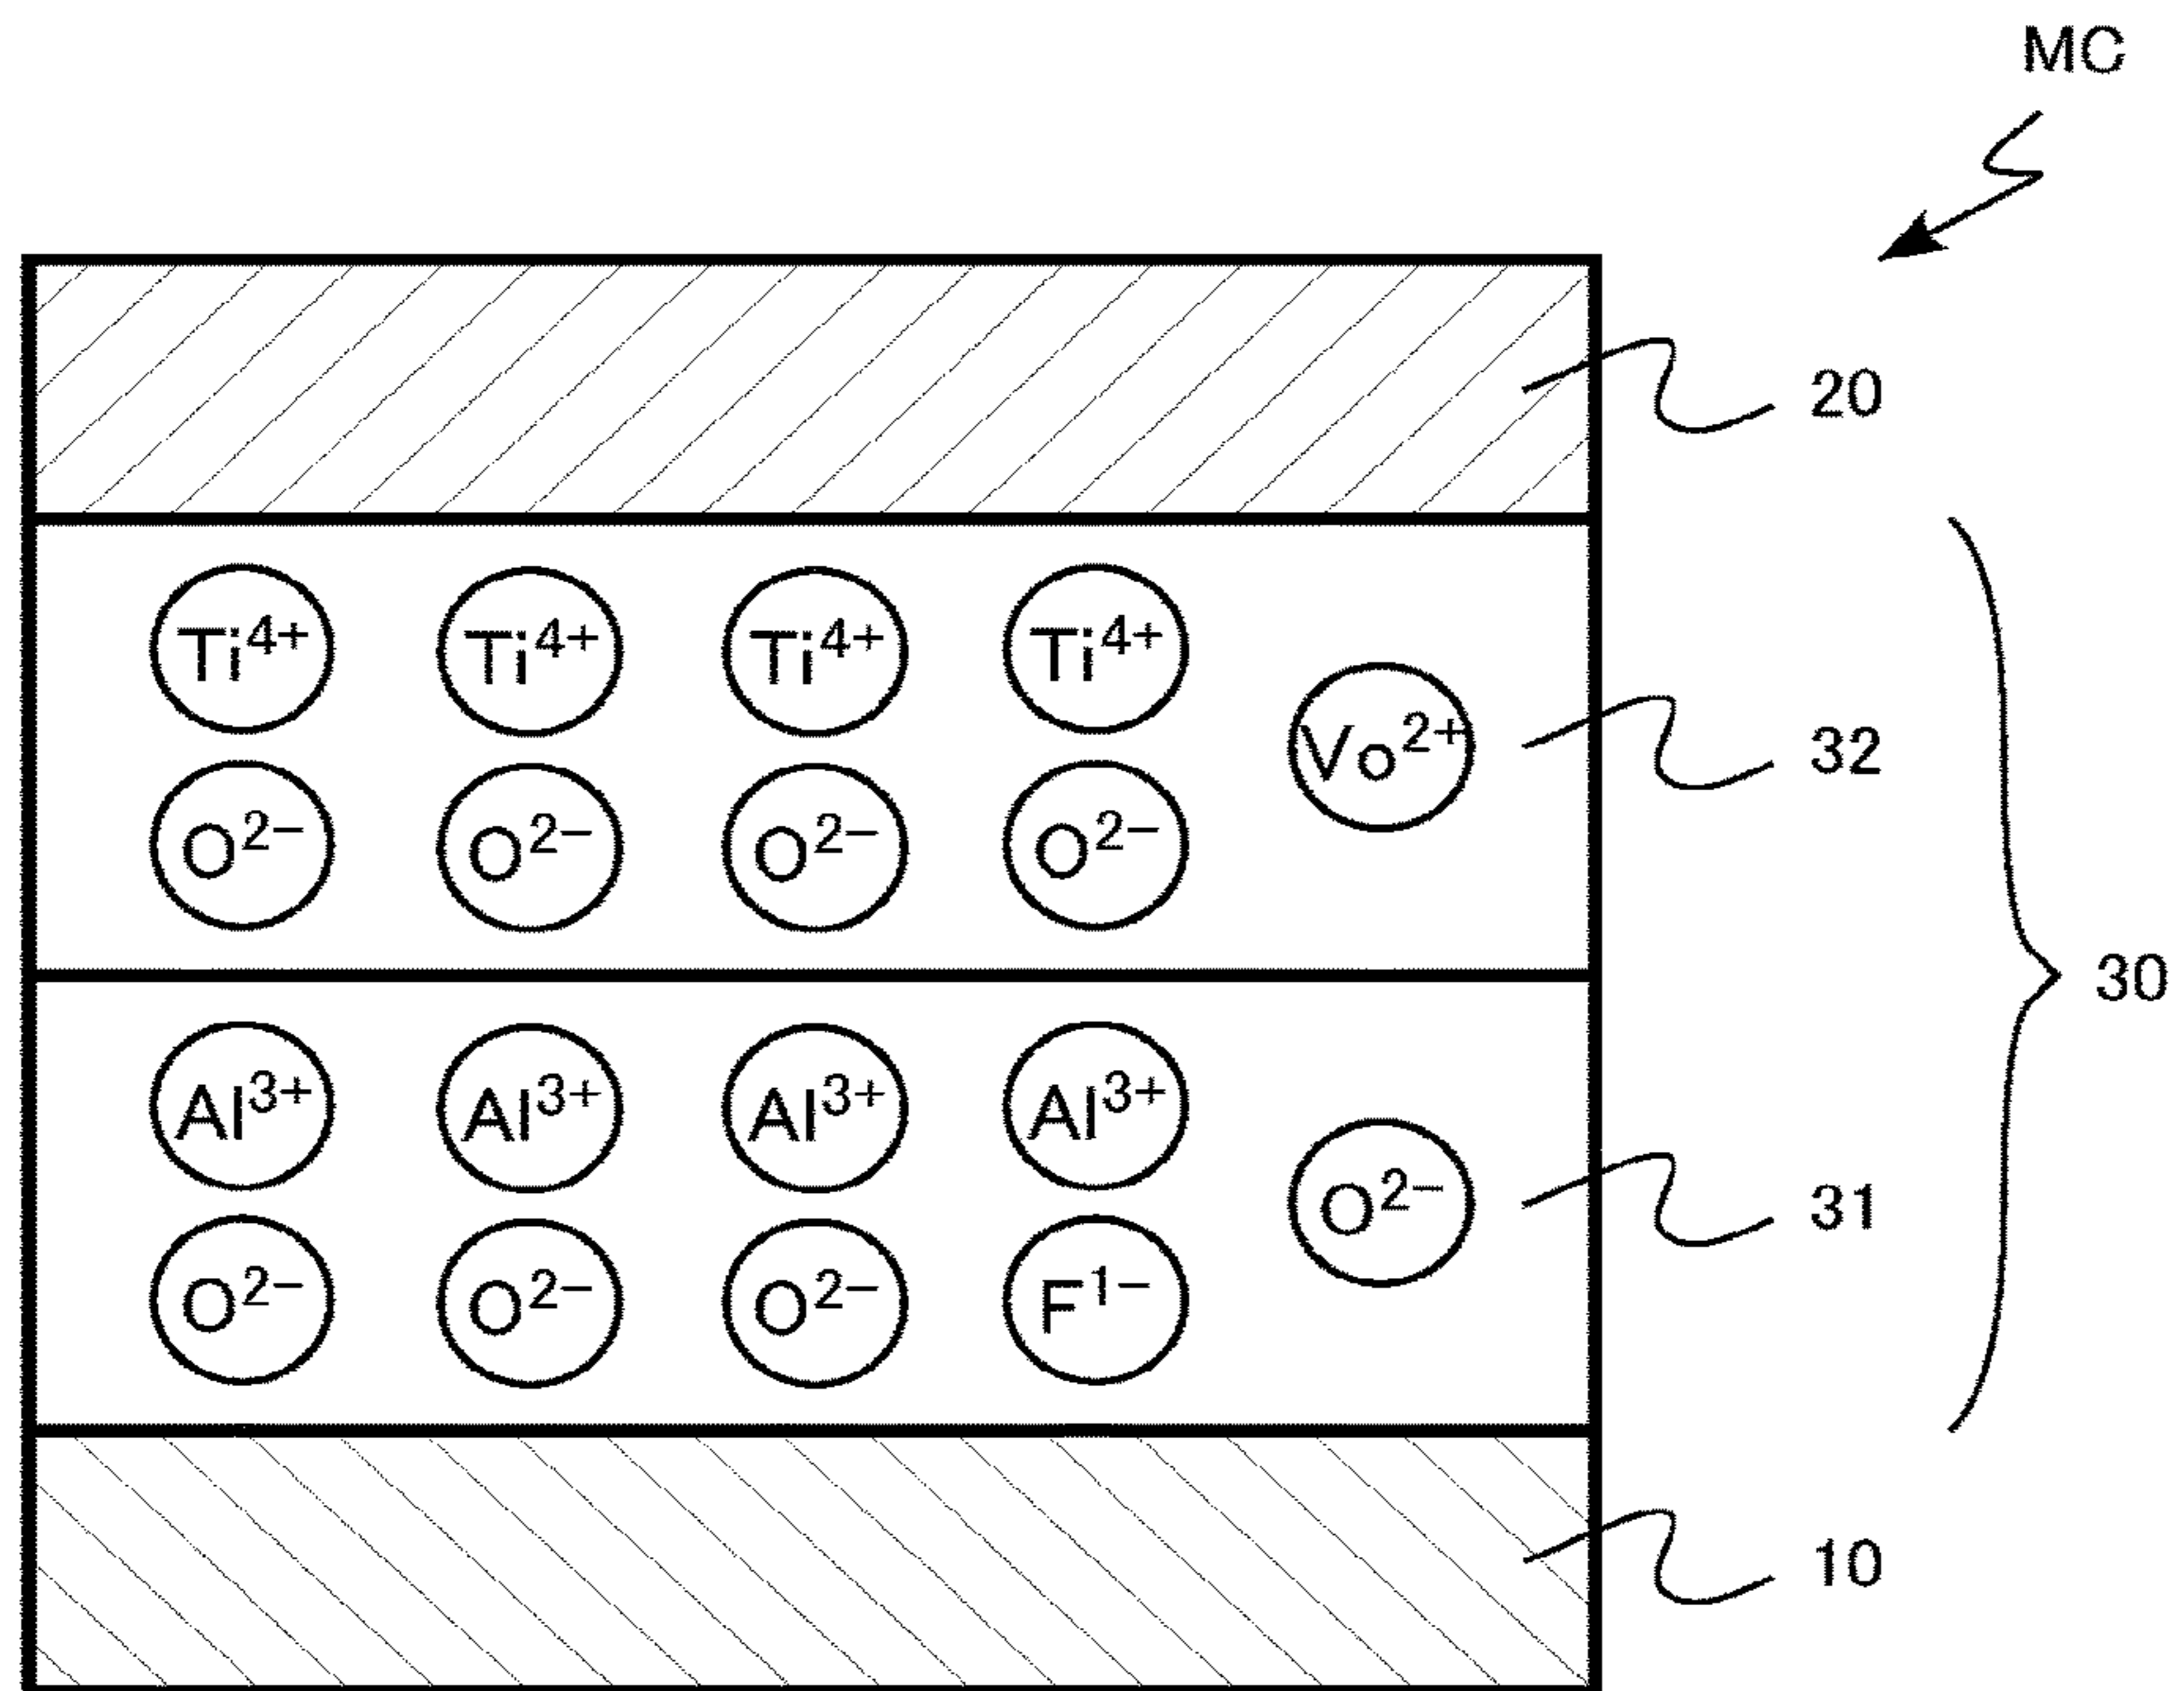 MC
20
Ti⁴⁺ Ti⁴⁺ Ti⁴⁺ Ti⁴⁺
Vo²⁺ 32
O²⁻ O²⁻ O²⁻ O²⁻
30
Al³⁺ Al³⁺ Al³⁺ Al³⁺
O²⁻ 31
O²⁻ O²⁻ O²⁻ F¹⁻
10